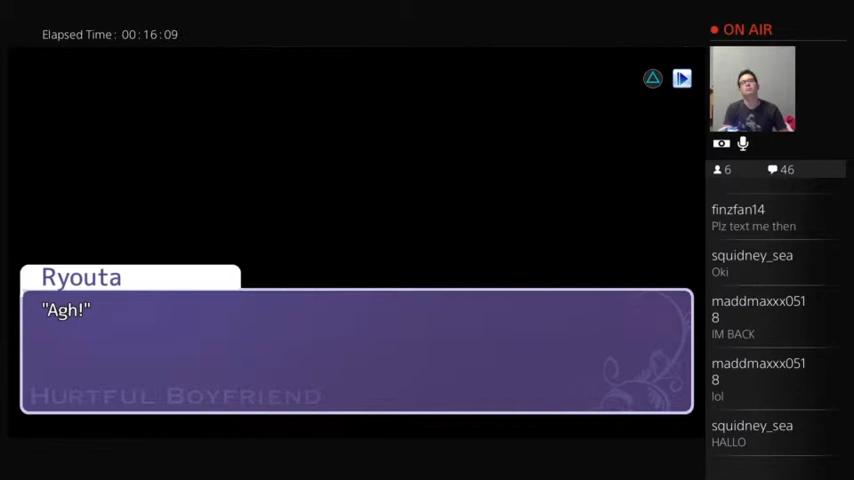 Elapsed Time: 00:16:09
ON AIR
6 46
finzfan14
Plz text me then
squidney_sea
Oki
maddmaxxx051
8
IM BACK
maddmaxxx051
8
lol
squidney_sea
HALLO
Ryouta
"Agh!"
HURTFUL BOYFRIEND